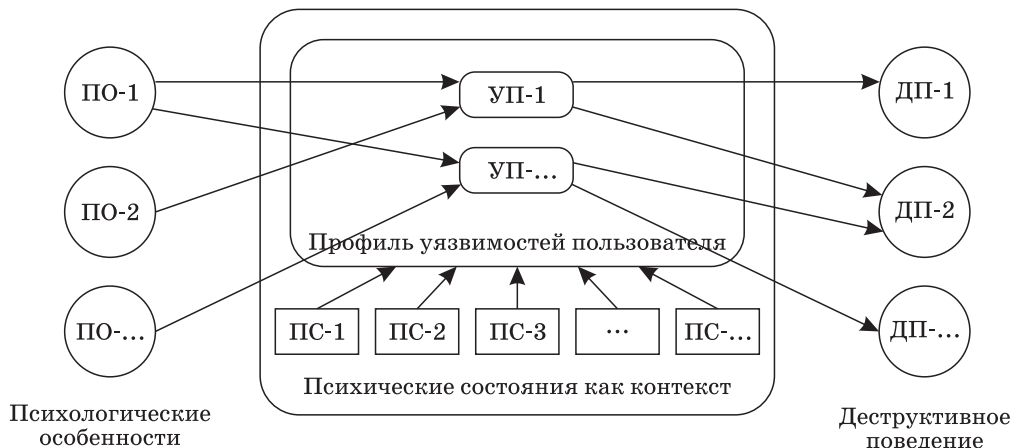 ПО-1
УП-1
ДП-1
УП-...
ПО-2
ДП-2
Профиль уязвимостей пользователя
ПО-...
ПС-1
ПС-2
ПС-3
...
ПС-...
ДП-...
Психические состояния как контекст
Психологические
особенности
Деструктивное
поведение